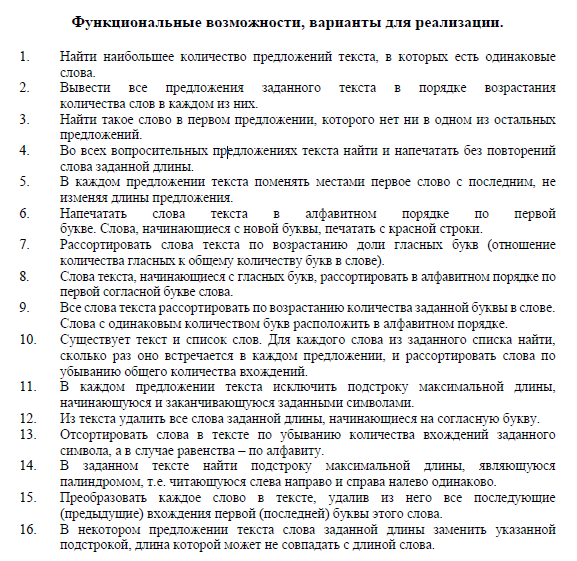 Функциональные возможности, варианты для реализации.
1. Найти наибольшее количество предложений текста, в которых есть одинаковые
слова.
2. Вывести все предложения заданного текста в порядке возрастания
количества слов в каждом из них.
3. Найти такое слово в первом предложении, которого нет ни в одном из остальных
предложений.
4. Во всех вопросительных предложениях текста найти и напечатать без повторений
слова заданной длины.
5. В каждом предложении текста поменять местами первое слово с последним, не
изменяя длины предложения.
6. Напечатать слова текста в алфавитном порядке по первой
букве. Слова, начинающиеся с новой буквы, печатать с красной строки.
7. Рассортировать слова текста по возрастанию доли гласных букв (отношение
количества гласных к общему количеству букв в слове).
8. Слова текста, начинающиеся с гласных букв, рассортировать в алфавитном порядке по
первой согласной букве слова.
9. Все слова текста рассортировать по возрастанию количества заданной буквы в слове.
Слова с одинаковым количеством букв расположить в алфавитном порядке.
10. Существует текст и список слов. Для каждого слова из заданного списка найти,
сколько раз оно встречается в каждом предложении, и рассортировать слова по
убыванию общего количества вхождений.
11. В каждом предложении текста исключить подстроку максимальной длины,
начинающуюся и заканчивающуюся заданными символами.
12. Из текста удалить все слова заданной длины, начинающиеся на согласную букву.
13. Отсортировать слова в тексте по убыванию количества вхождений заданного
символа, а в случае равенства – по алфавиту.
14. В заданном тексте найти подстроку максимальной длины, являющуюся
палиндромом, т.е. читающуюся слева направо и справа налево одинаково.
15. Преобразовать каждое слово в тексте, удалив из него все последующие
(предыдущие) вхождения первой (последней) буквы этого слова.
16. В некотором предложении текста слова заданной длины заменить указанной
подстрокой, длина которой может не совпадать с длиной слова.